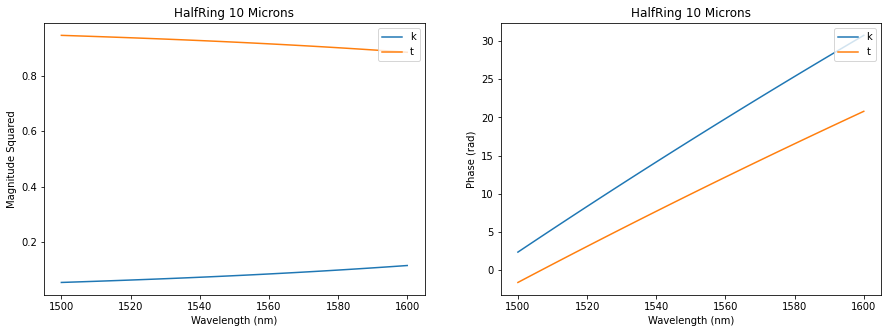 HalfRing 10 Microns
Magnitude Squared
0.8
0.6
0.4
0.2
k
t
1500 1520 1540 1560 1580 1600
Wavelength (nm)
HalfRing 10 Microns
Phase (rad)
30
25
20
15
10
5
0
k
t
1500 1520 1540 1560 1580 1600
Wavelength (nm)